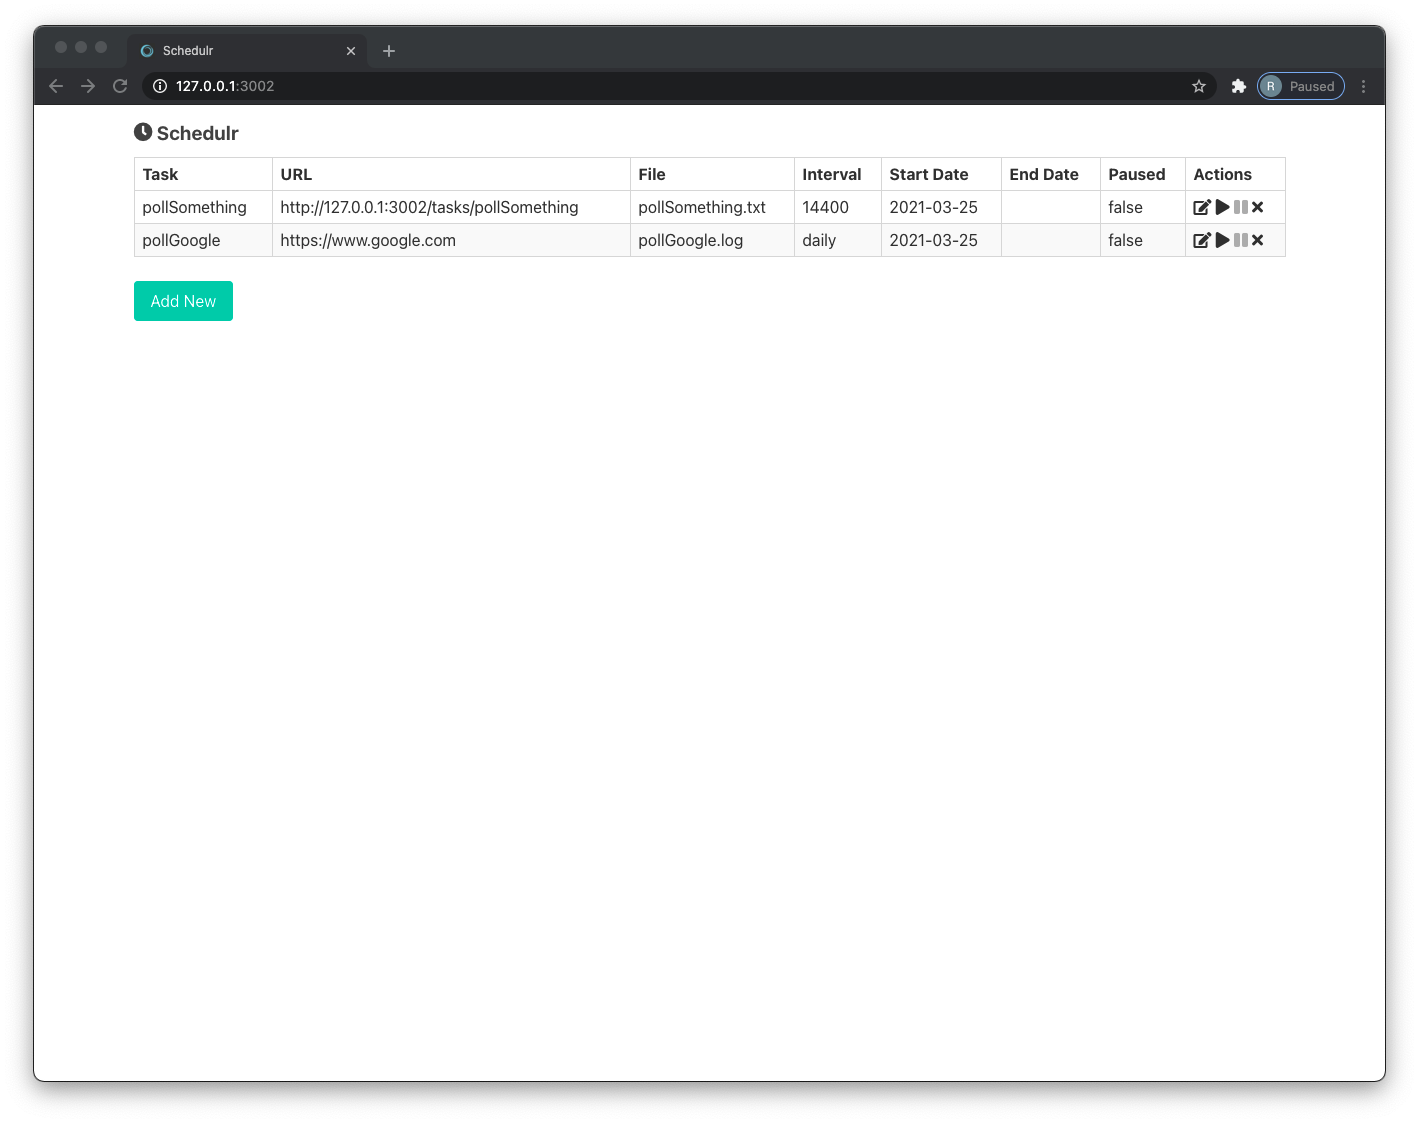 Schedulr
127.0.0.1:3002
R Paused
Schedulr
Task URL File Interval Start Date End Date Paused Actions
pollSomething http://127.0.0.1:3002/tasks/pollSomething pollSomething.txt 14400 2021-03-25 false
pollGoogle https://www.google.com pollGoogle.log daily 2021-03-25 false
Add New